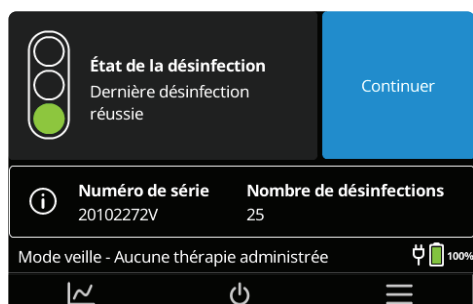 État de la désinfection
Dernière désinfection
réussie
Continuer
Numéro de série
20102272V
Nombre de désinfections
25
Mode veille - Aucune thérapie administrée
100%